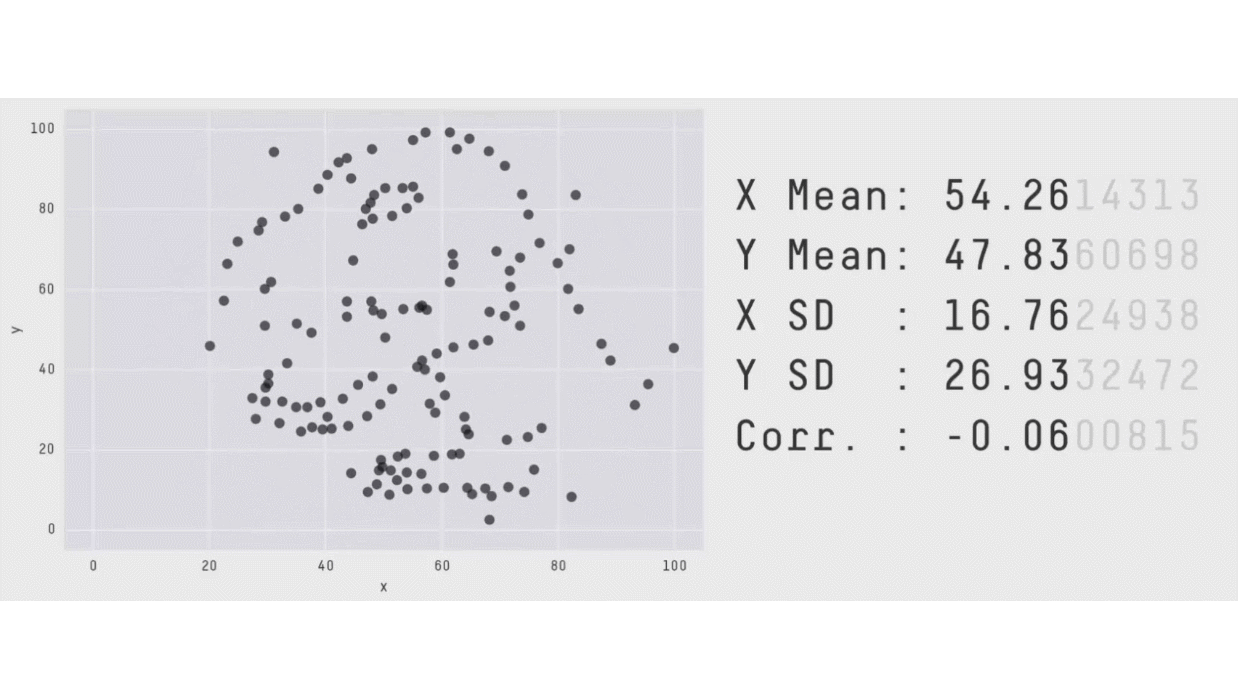 100
80
60
40
20
0
y
0 20 40 60 80 100
x
X Mean: 54.2614313
Y Mean: 47.8360698
X SD : 16.7624938
Y SD : 26.9332472
Corr. : -0.0600815